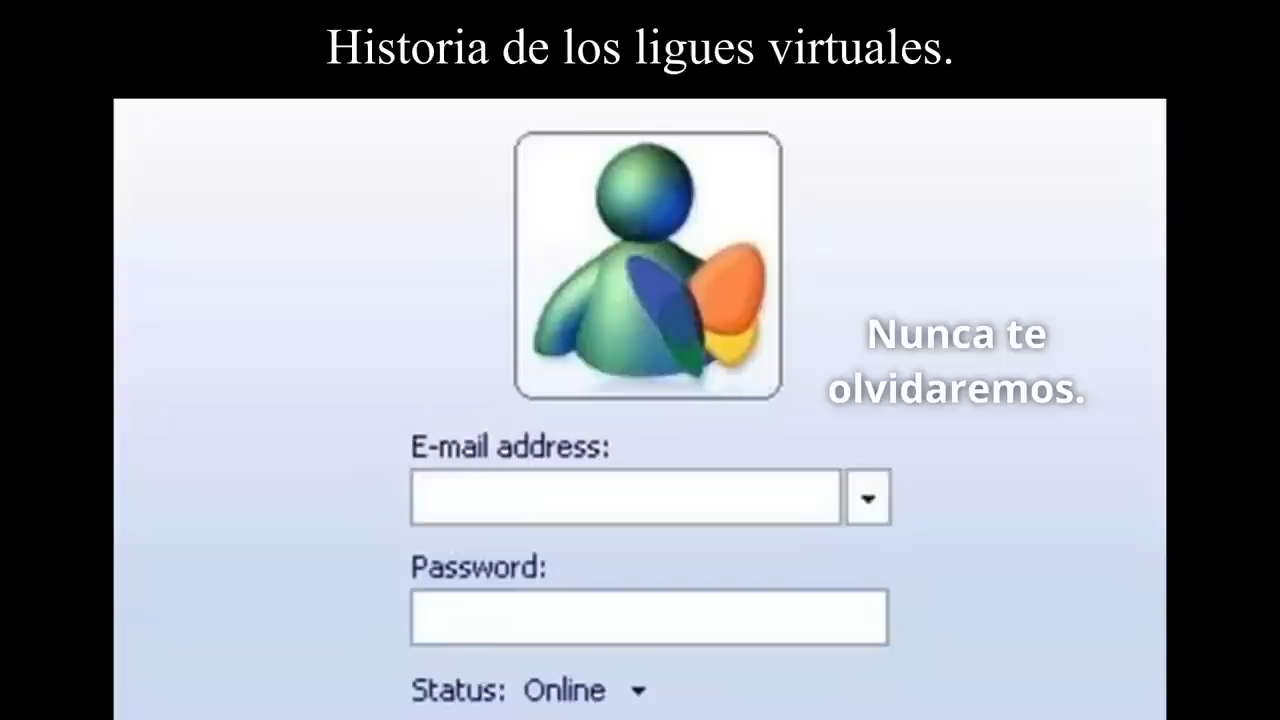 Historia de los ligues virtuales.
Nunca te
olvidaremos.
E-mail address:
Password:
Status: Online